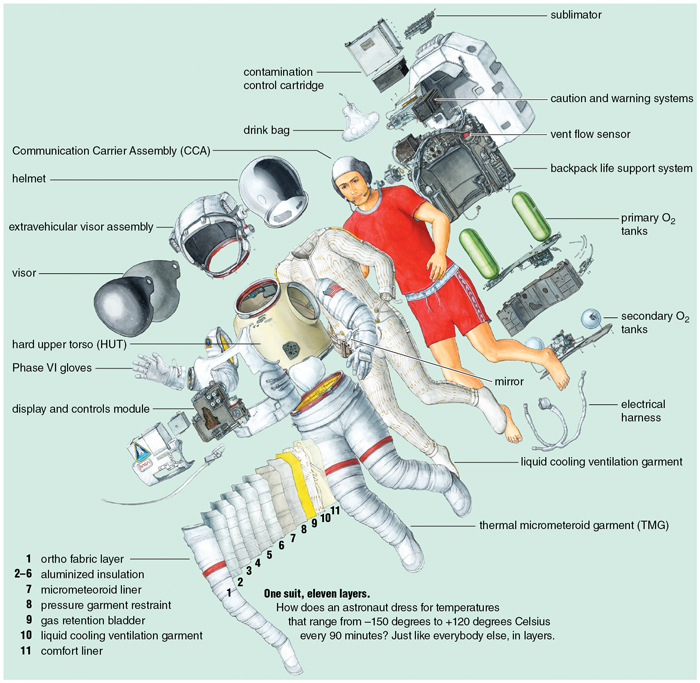 sublimator
contamination
control cartridge
caution and warning systems
drink bag
vent flow sensor
Communication Carrier Assembly (CCA)
backpack life support system
helmet
primary O₂
tanks
extravehicular visor assembly
visor
secondary O₂
tanks
hard upper torso (HUT)
Phase VI gloves
mirror
display and controls module
electrical
harness
liquid cooling ventilation garment
thermal micrometeroid garment (TMG)
11
10
9
8
7
6
5
4
3
2
1
1 ortho fabric layer
2–6 aluminized insulation
7 micrometeoroid liner
8 pressure garment restraint
9 gas retention bladder
10 liquid cooling ventilation garment
11 comfort liner
One suit, eleven layers.
How does an astronaut dress for temperatures
that range from –150 degrees to +120 degrees Celsius
every 90 minutes? Just like everybody else, in layers.